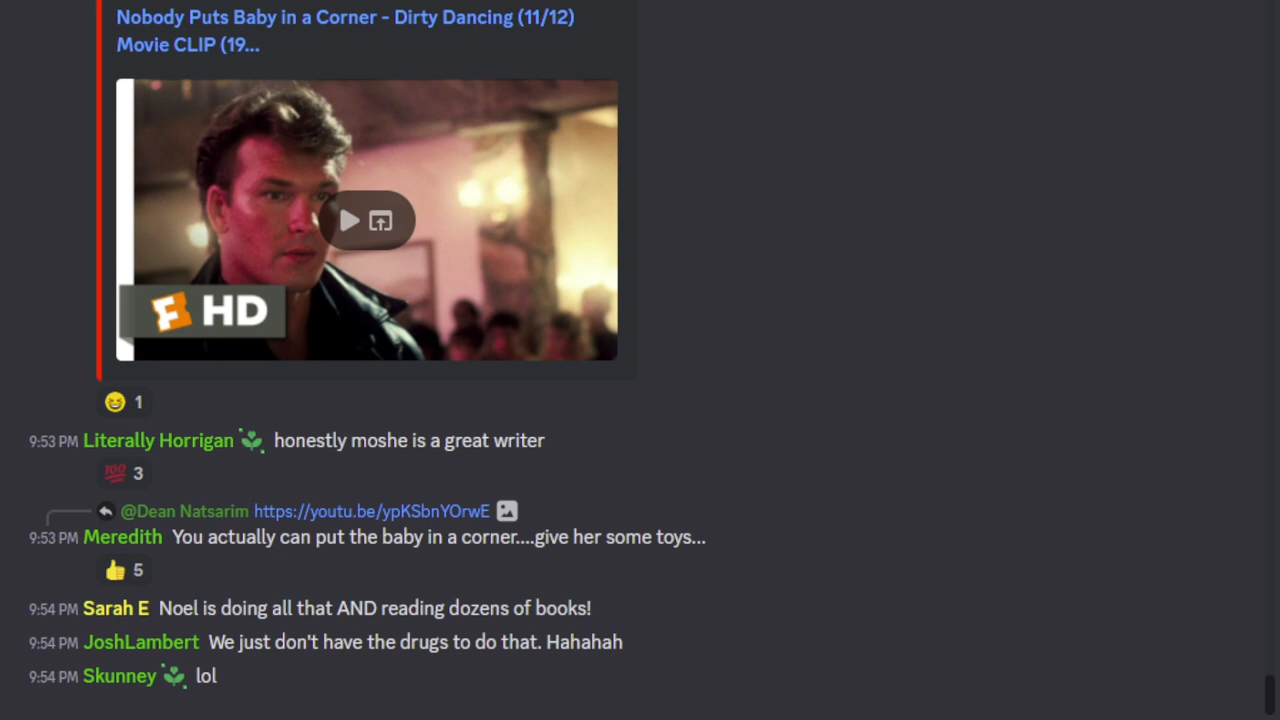 Nobody Puts Baby in a Corner - Dirty Dancing (11/12)
Movie CLIP (19...
F HD
1
9:53 PM Literally Horrigan honestly moshe is a great writer
100 3
@Dean Natsarim https://youtu.be/ypKSbnYOrwE
9:53 PM Meredith You actually can put the baby in a corner....give her some toys...
5
9:54 PM Sarah E Noel is doing all that AND reading dozens of books!
9:54 PM JoshLambert We just don't have the drugs to do that. Hahahah
9:54 PM Skunney lol